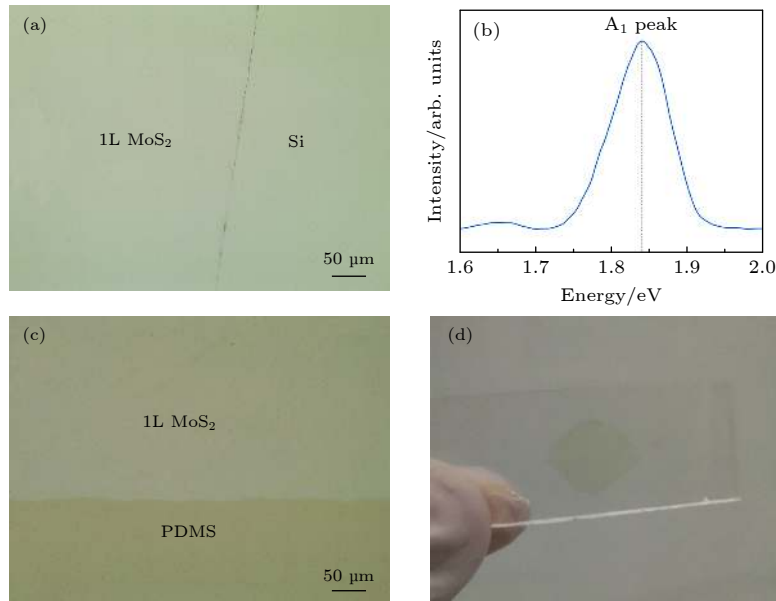 (a)
1L MoS₂
Si
50 µm
(b)
A₁ peak
Intensity/arb. units
1.6 1.7 1.8 1.9 2.0
Energy/eV
(c)
1L MoS₂
PDMS
50 µm
(d)